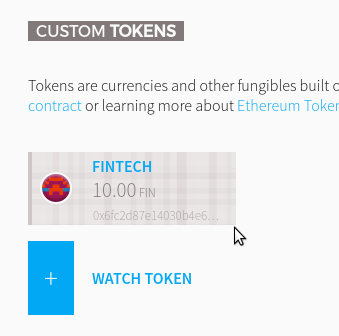 CUSTOM TOKENS
Tokens are currencies and other fungibles built o
contract or learning more about Ethereum Token
FINTECH
10.00 FIN
0x6fc2d87e14030b4e6...
+
WATCH TOKEN